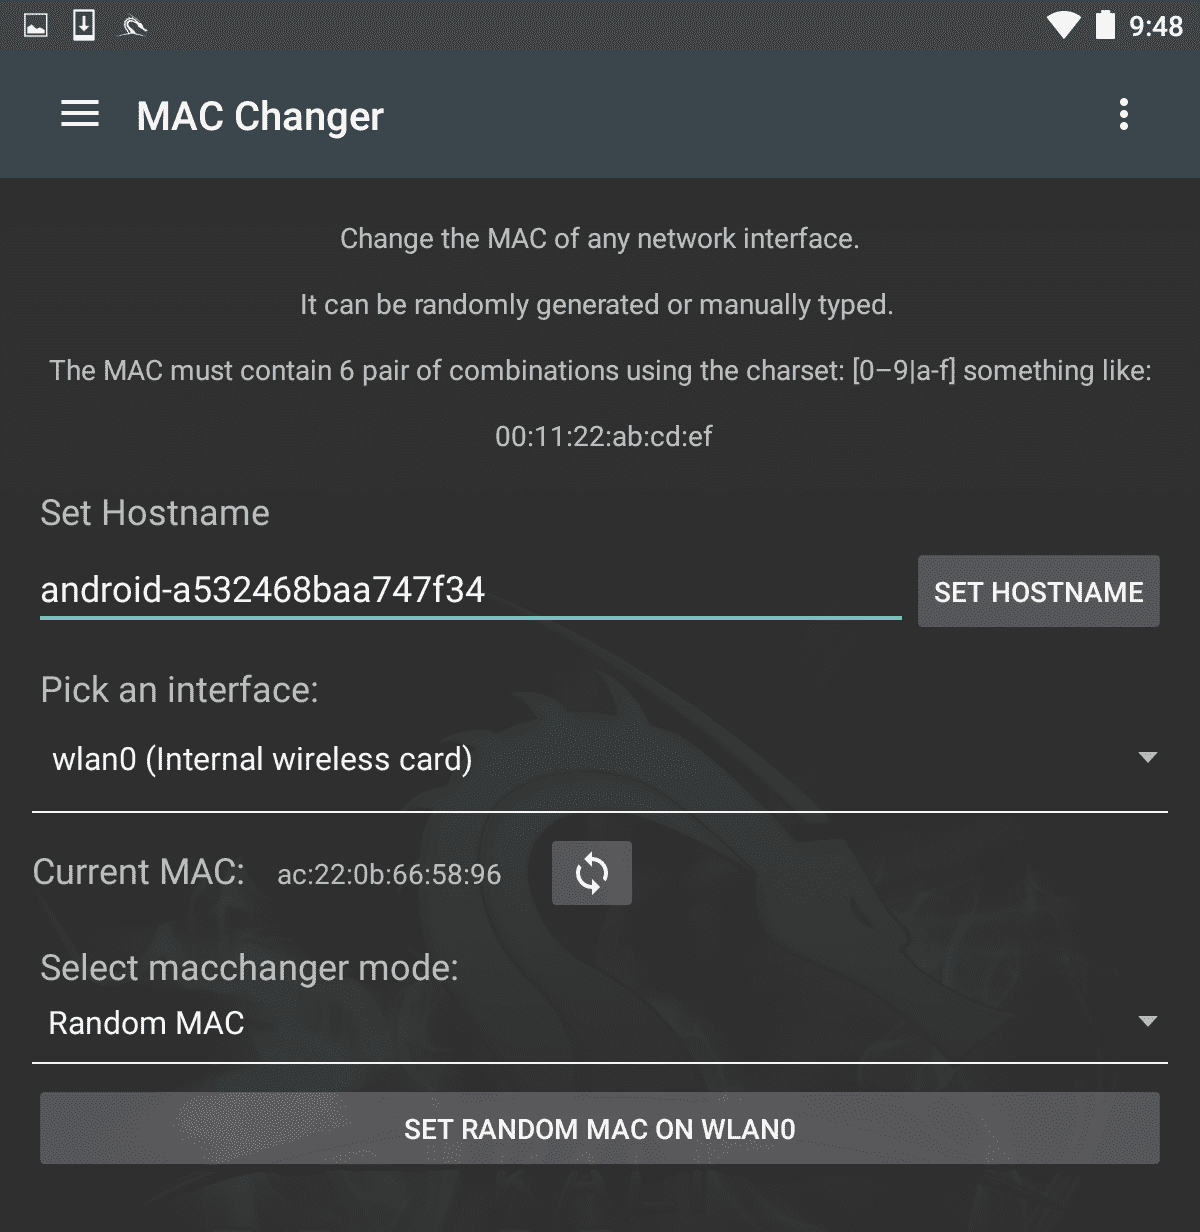 9:48
MAC Changer
Change the MAC of any network interface.
It can be randomly generated or manually typed.
The MAC must contain 6 pair of combinations using the charset: [0–9|a-f] something like:
00:11:22:ab:cd:ef
Set Hostname
android-a532468baa747f34
SET HOSTNAME
Pick an interface:
wlan0 (Internal wireless card)
Current MAC: ac:22:0b:66:58:96
Select macchanger mode:
Random MAC
SET RANDOM MAC ON WLAN0